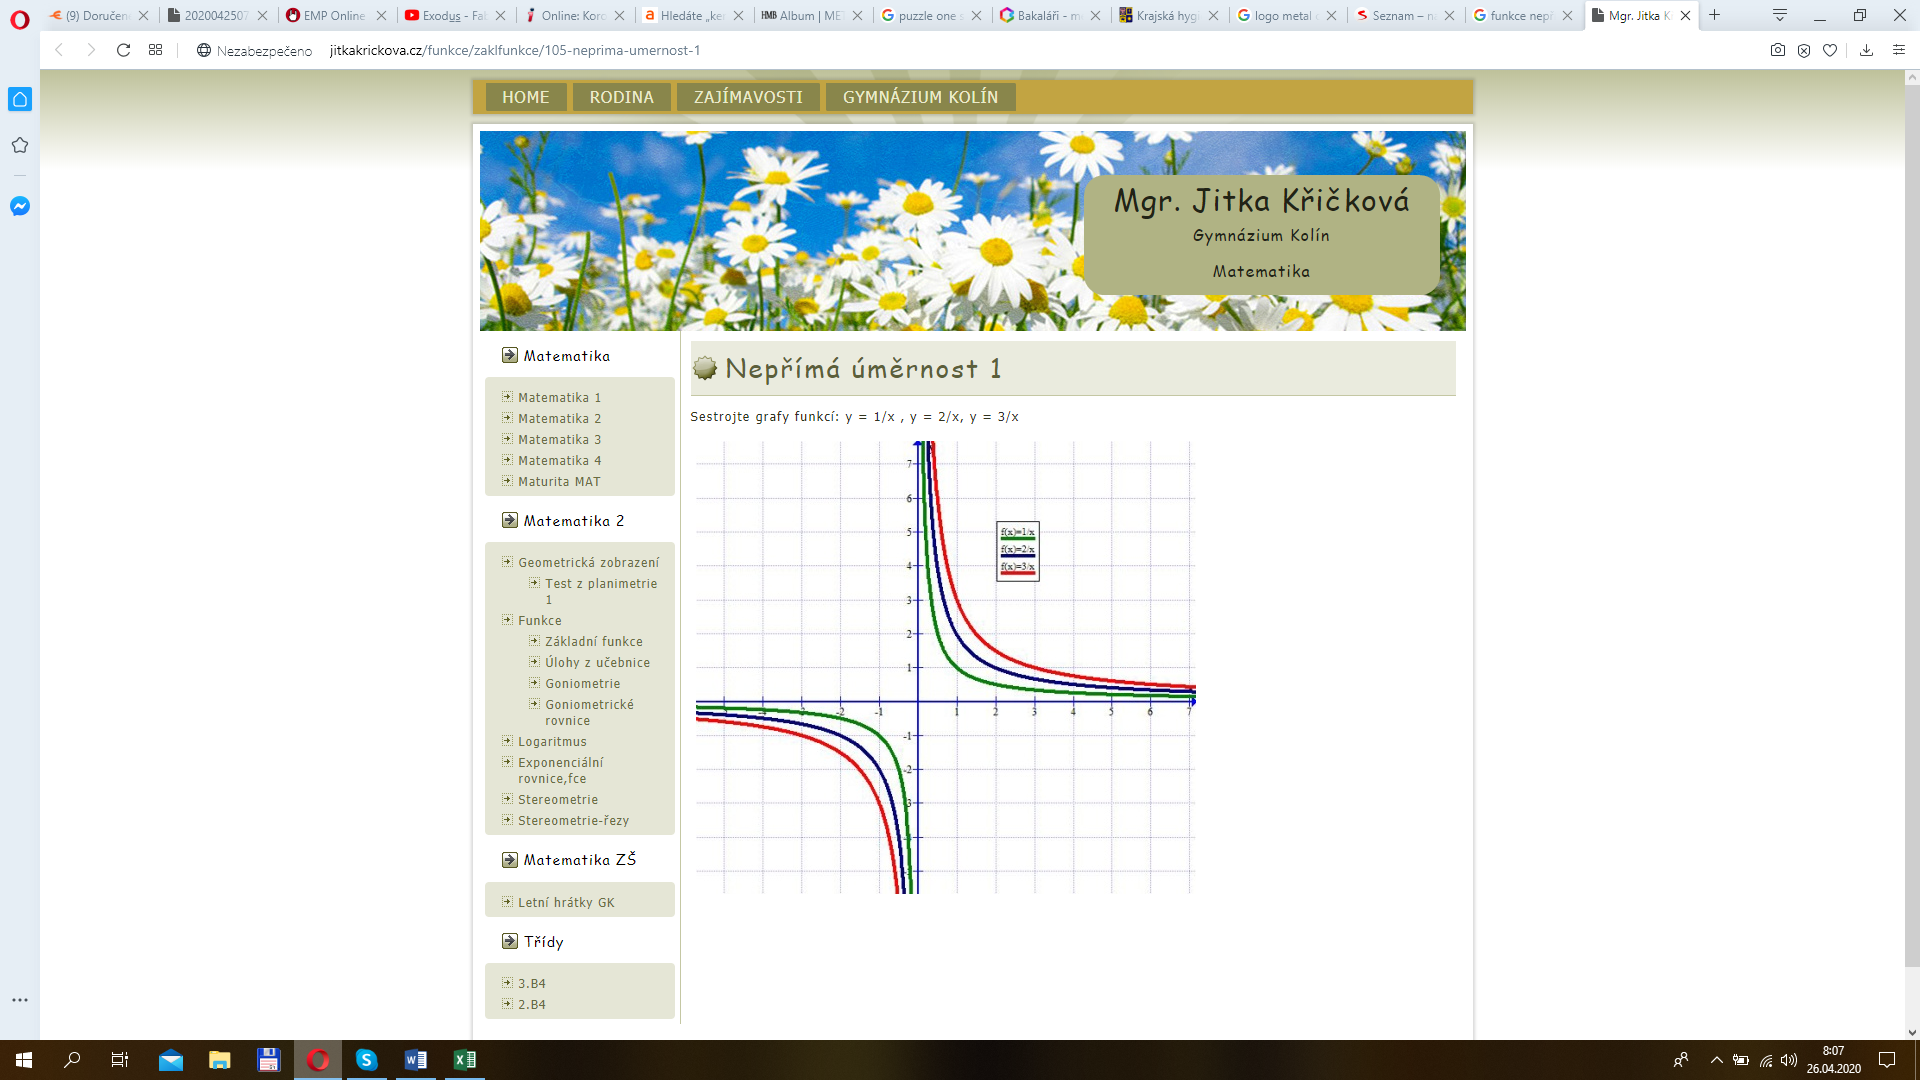 (9) Doručen
2020042507
EMP Online
Exodus - Fa
Online: Kor
Hledáte „ke
Album | ME
puzzle one s
Bakaláři - m
Krajská hyg
logo metal
Seznam – n
funkce nep
Mgr. Jitka K
Nezabezpečeno
jitkakrickova.cz/funkce/zaklfunkce/105-neprima-umernost-1
HOME
RODINA
ZAJÍMAVOSTI
GYMNÁZIUM KOLÍN
Mgr. Jitka Křičková
Gymnázium Kolín
Matematika
Matematika
Matematika 1
Matematika 2
Matematika 3
Matematika 4
Maturita MAT
Matematika 2
Geometrická zobrazení
Test z planimetrie
1
Funkce
Základní funkce
Úlohy z učebnice
Goniometrie
Goniometrické
rovnice
Logaritmus
Exponenciální
rovnice,fce
Stereometrie
Stereometrie-řezy
Matematika ZŠ
Letní hrátky GK
Třídy
3.B4
2.B4
Nepřímá úměrnost 1
Sestrojte grafy funkcí: y = 1/x , y = 2/x, y = 3/x
7
6
5
4
3
2
1
f(x)=1/x
f(x)=2/x
f(x)=3/x
-1
1
2
3
4
5
6
7
-1
-2
8:07
26.04.2020